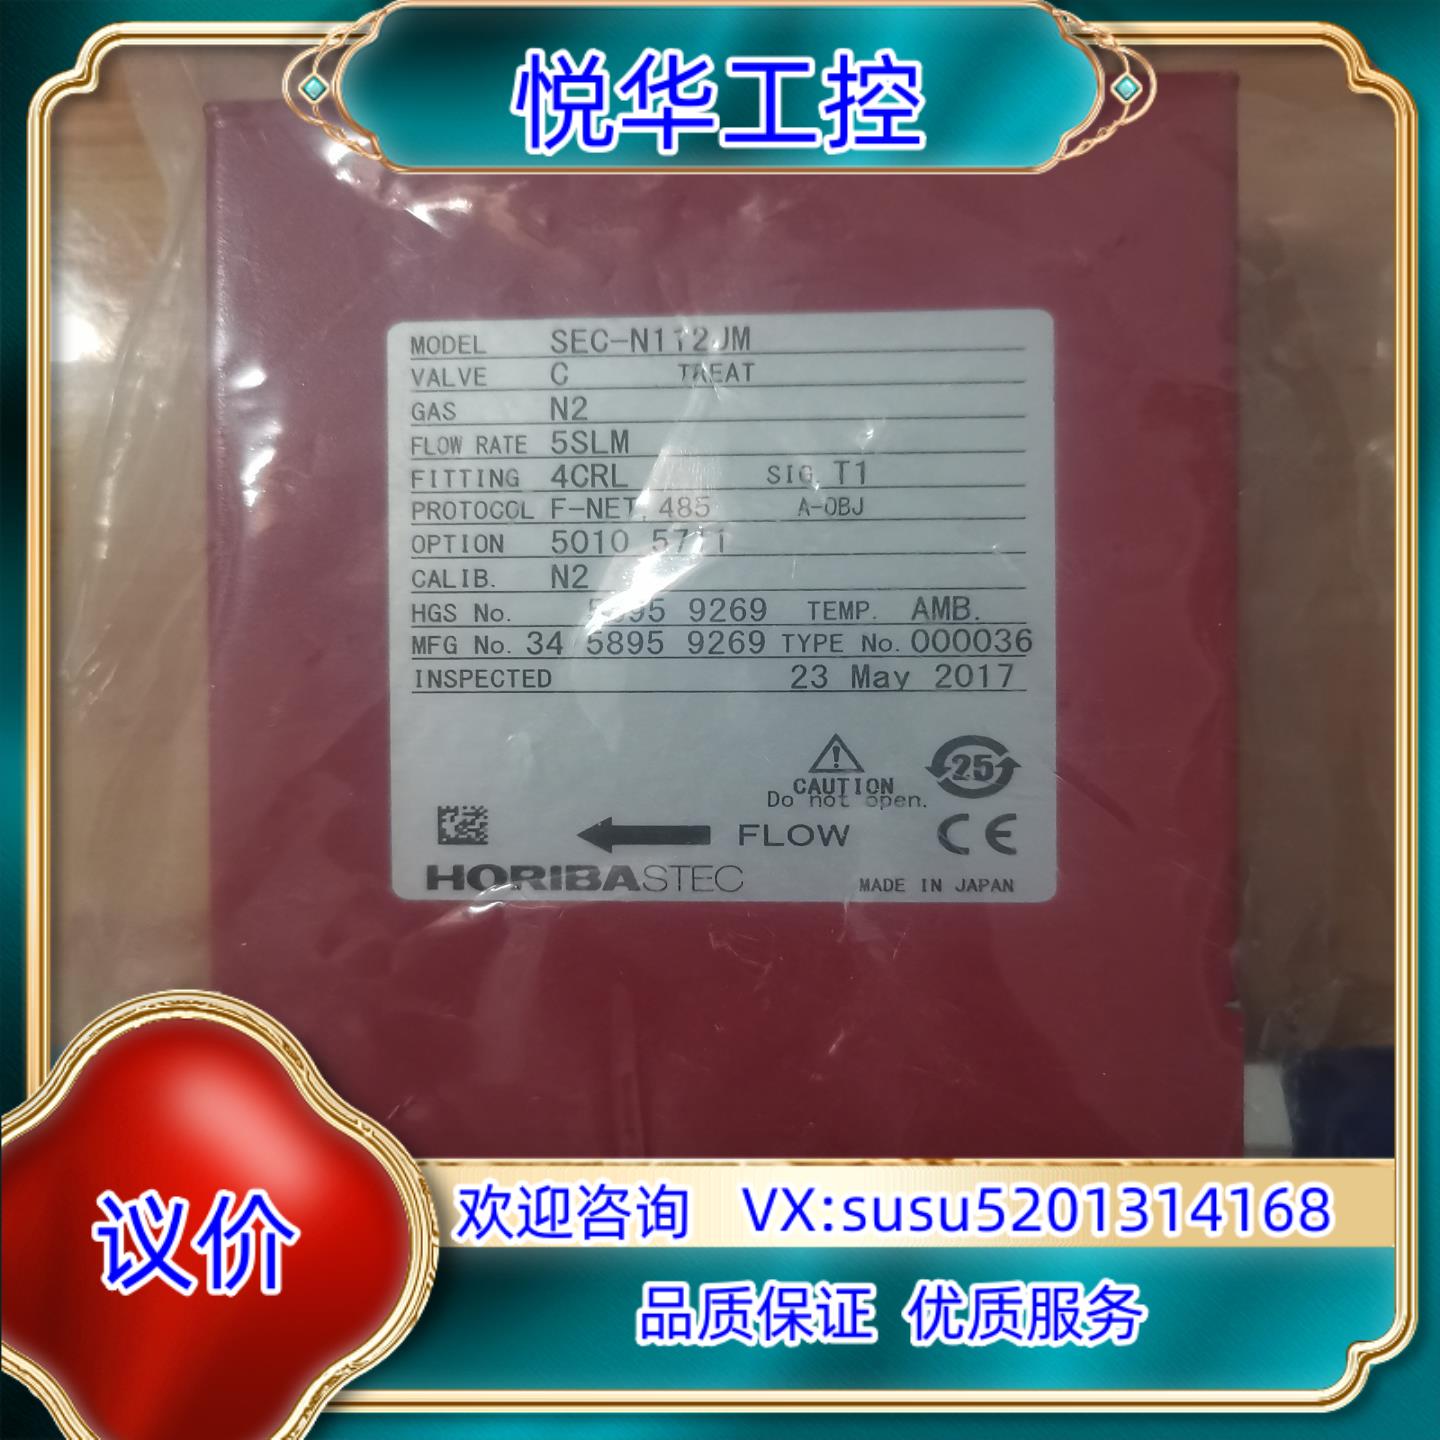 悦华工控
MODEL SEC-N112JM
VALVE C TREAT
GAS N2
FLOW RATE 5SLM
FITTING 4CRL SIG T1
PROTOCOL F-NET, 485 A-OBJ
OPTION 5010 5711
CALIB. N2
HGS No. 9269 TEMP. AMB.
MFG No. 34 5895 9269 TYPE No. 000036
INSPECTED 23 May 2017
CAUTION
Do not open.
25
FLOW
CE
HORIBASTEC
MADE IN JAPAN
议价
欢迎咨询 VX:susu5201314168
品质保证 优质服务